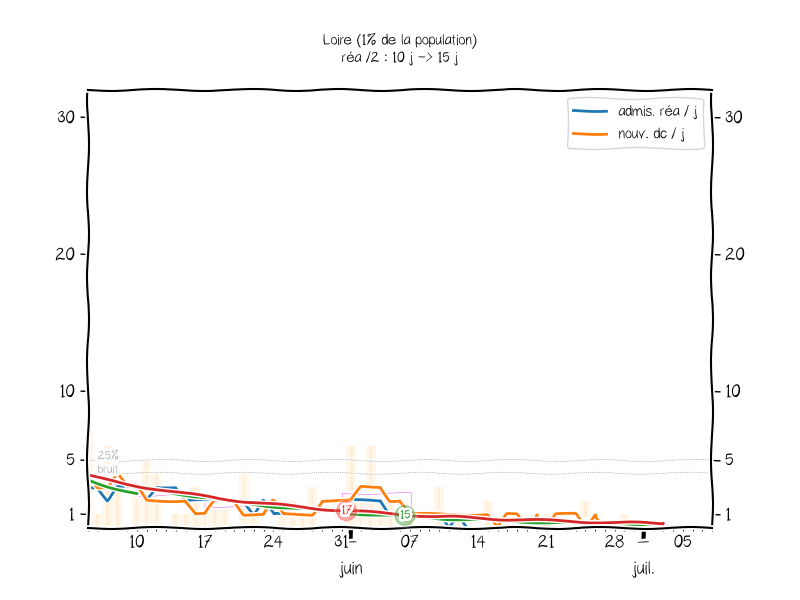 Loire (1% de la population)
réa /2 : 10 j -> 15 j
admis. réa / j
nouv. dc / j
30 30
20 20
10 10
5 5
1 1
25%
bruit
17 15
10 17 24 31 07 14 21 28 05
juin juil.